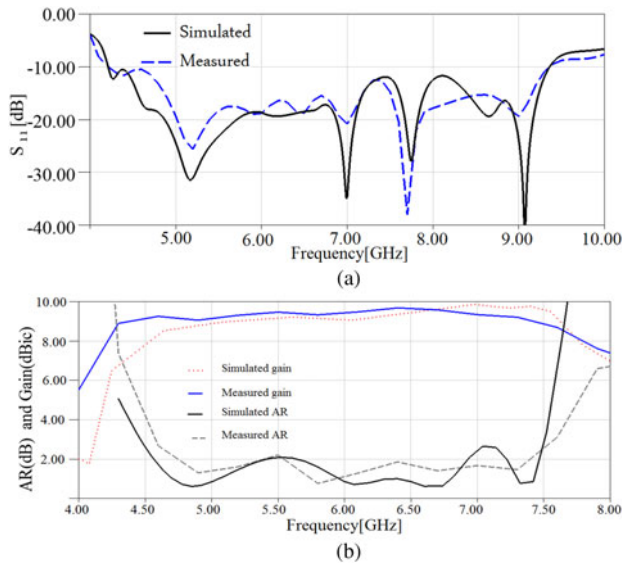 0.00
-10.00
-20.00
-30.00
-40.00
S 11 [dB]
Simulated
Measured
5.00 6.00 7.00 8.00 9.00 10.00
Frequency[GHz]
(a)
10.00
8.00
6.00
4.00
2.00
AR(dB) and Gain(dBic)
Simulated gain
Measured gain
Simulated AR
Measured AR
4.00 4.50 5.00 5.50 6.00 6.50 7.00 7.50 8.00
Frequency[GHz]
(b)